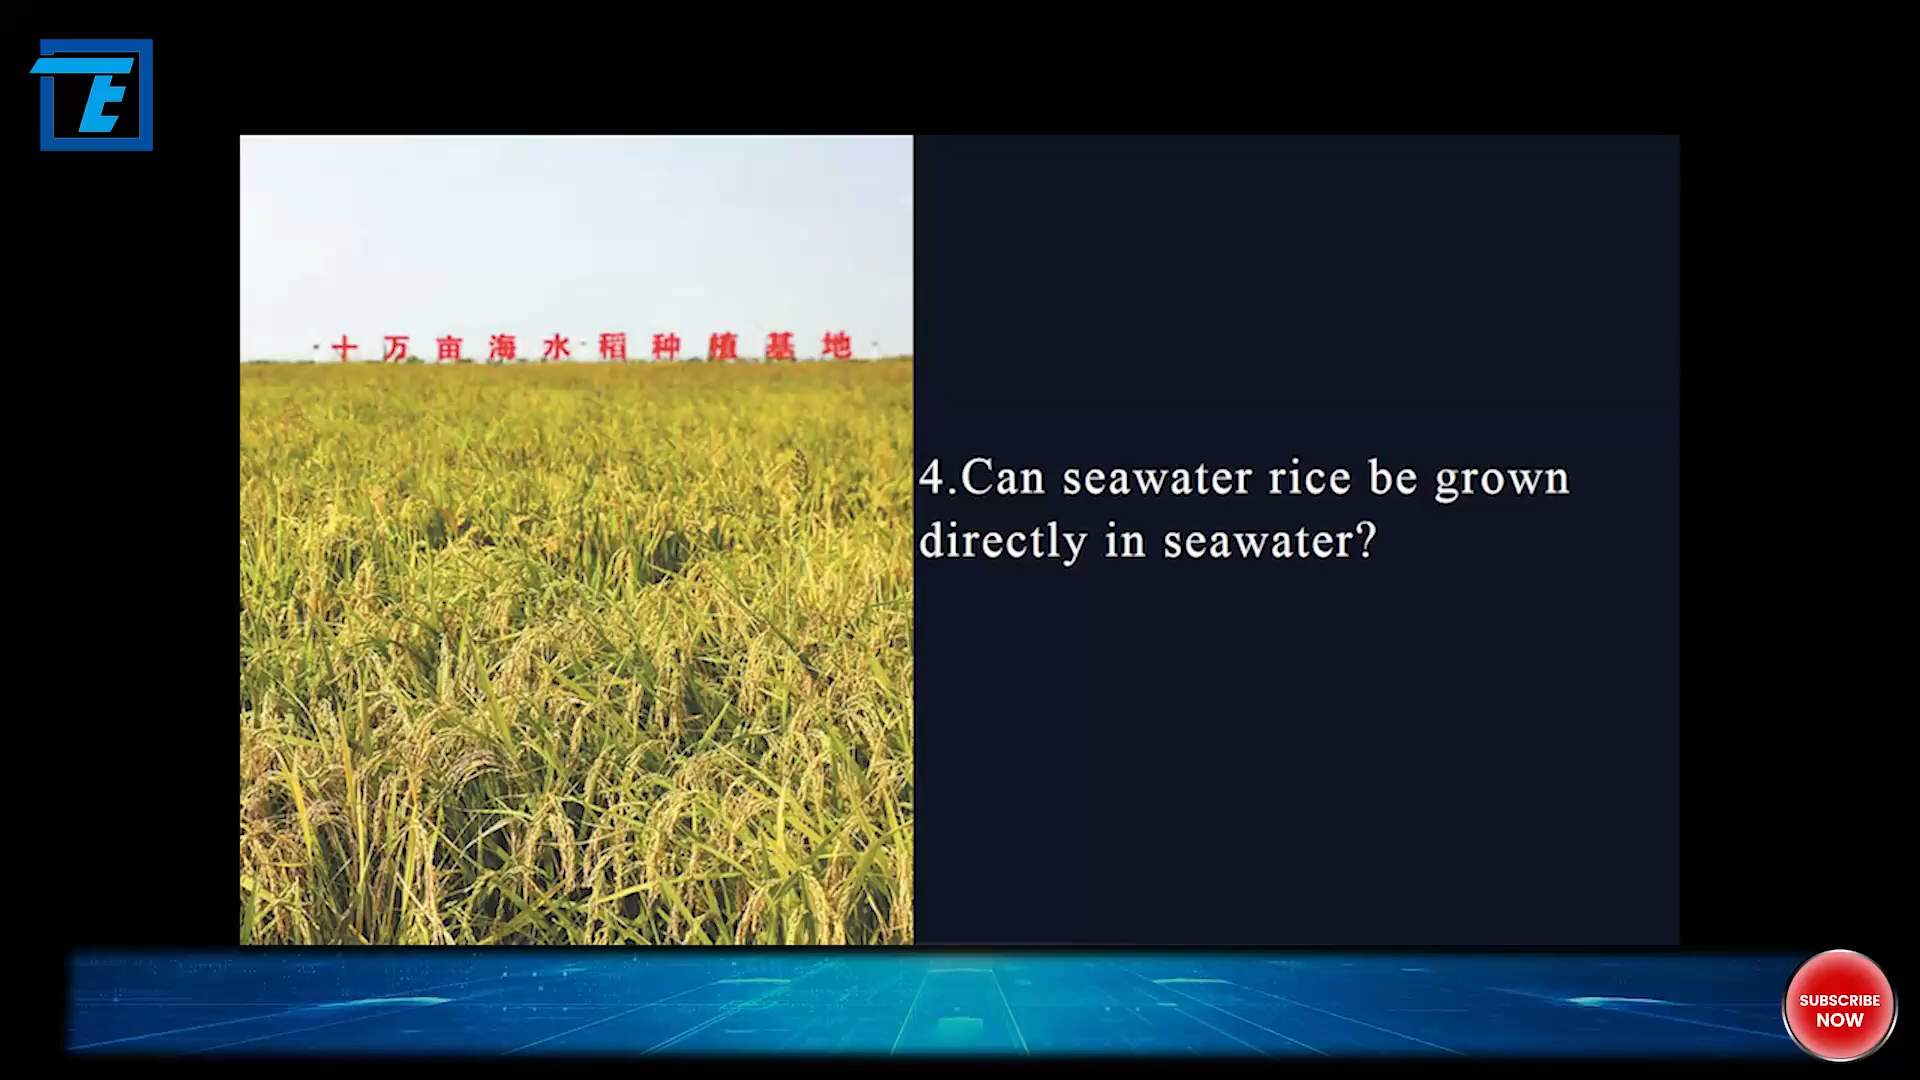 十万亩海水稻种植基地
4.Can seawater rice be grown
directly in seawater?
SUBSCRIBE
NOW